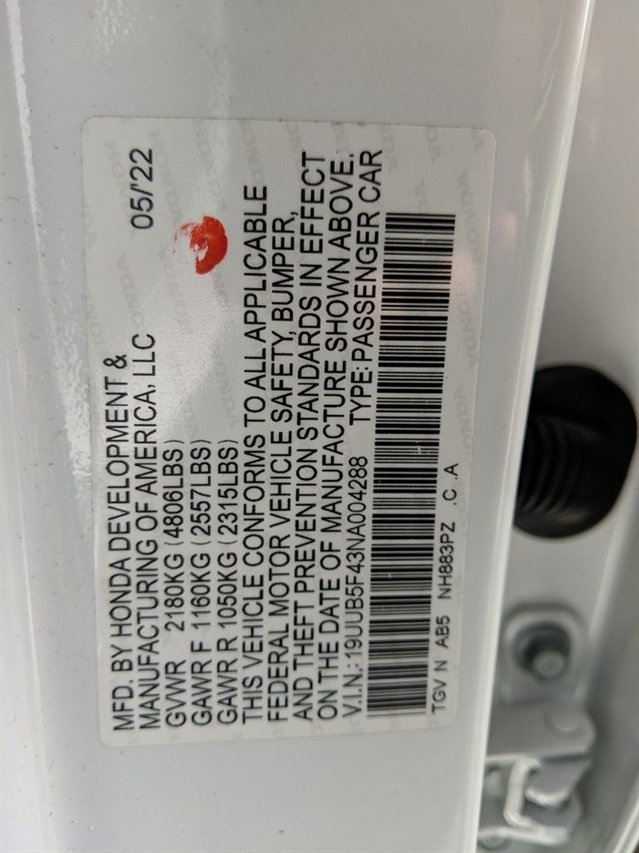 MFD. BY HONDA DEVELOPMENT &
MANUFACTURING OF AMERICA, LLC 05/'22
GVWR 2180KG (4806LBS)
GAWR F 1160KG (2557LBS)
GAWR R 1050KG (2315LBS)
THIS VEHICLE CONFORMS TO ALL APPLICABLE
FEDERAL MOTOR VEHICLE SAFETY, BUMPER,
AND THEFT PREVENTION STANDARDS IN EFFECT
ON THE DATE OF MANUFACTURE SHOWN ABOVE.
V.I.N.: 19UUB5F43NA004288 TYPE: PASSENGER CAR
TGV N AB5 NH883PZ .C .A